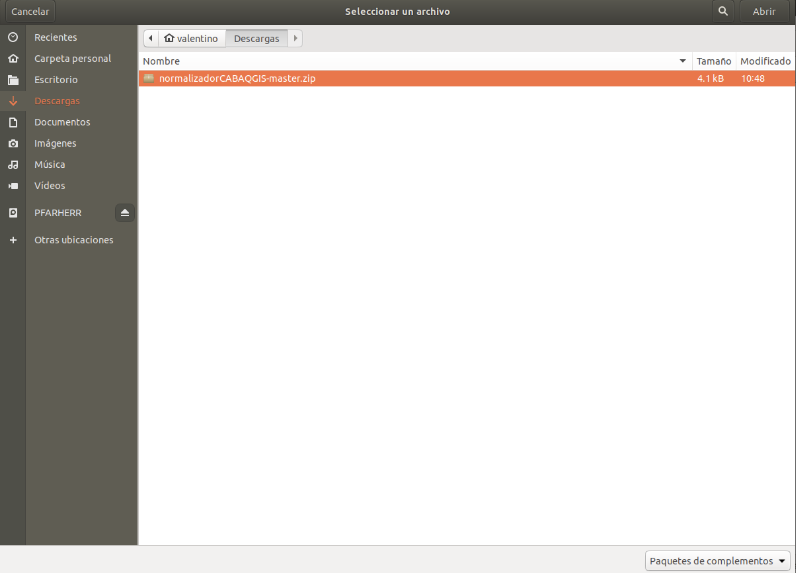 Cancelar Seleccionar un archivo Abrir
Recientes
Carpeta personal
Escritorio
Descargas
Documentos
Imágenes
Música
Vídeos
PFARHERR
Otras ubicaciones
valentino Descargas
Nombre Tamaño Modificado
normalizadorCABAQGIS-master.zip 4.1 kB 10:48
Paquetes de complementos